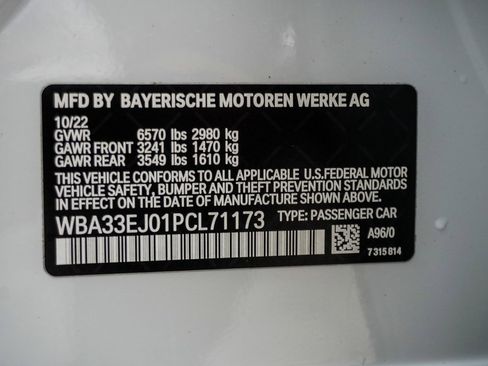 MFD BY BAYERISCHE MOTOREN WERKE AG
10/22
GVWR 6570 lbs 2980 kg
GAWR FRONT 3241 lbs 1470 kg
GAWR REAR 3549 lbs 1610 kg
THIS VEHICLE CONFORMS TO ALL APPLICABLE U.S.FEDERAL MOTOR
VEHICLE SAFETY, BUMPER AND THEFT PREVENTION STANDARDS
IN EFFECT ON THE DATE OF MANUFACTURE SHOWN ABOVE.
WBA33EJ01PCL71173 TYPE: PASSENGER CAR
A96/0
7 315 814